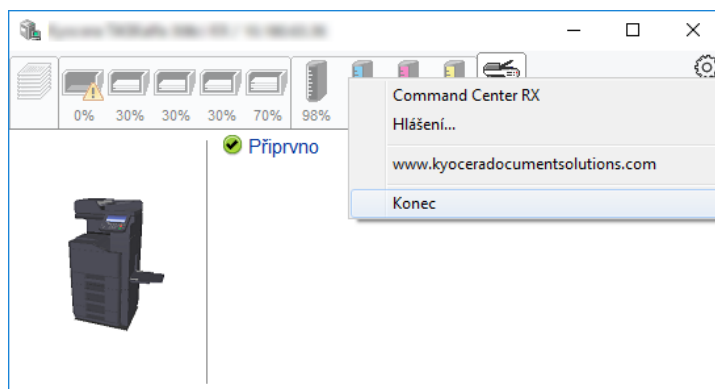 0% 30% 30% 30% 70% 98%
Command Center RX
Hlášení...
www.kyoceradocumentsolutions.com
Konec
Připrvno